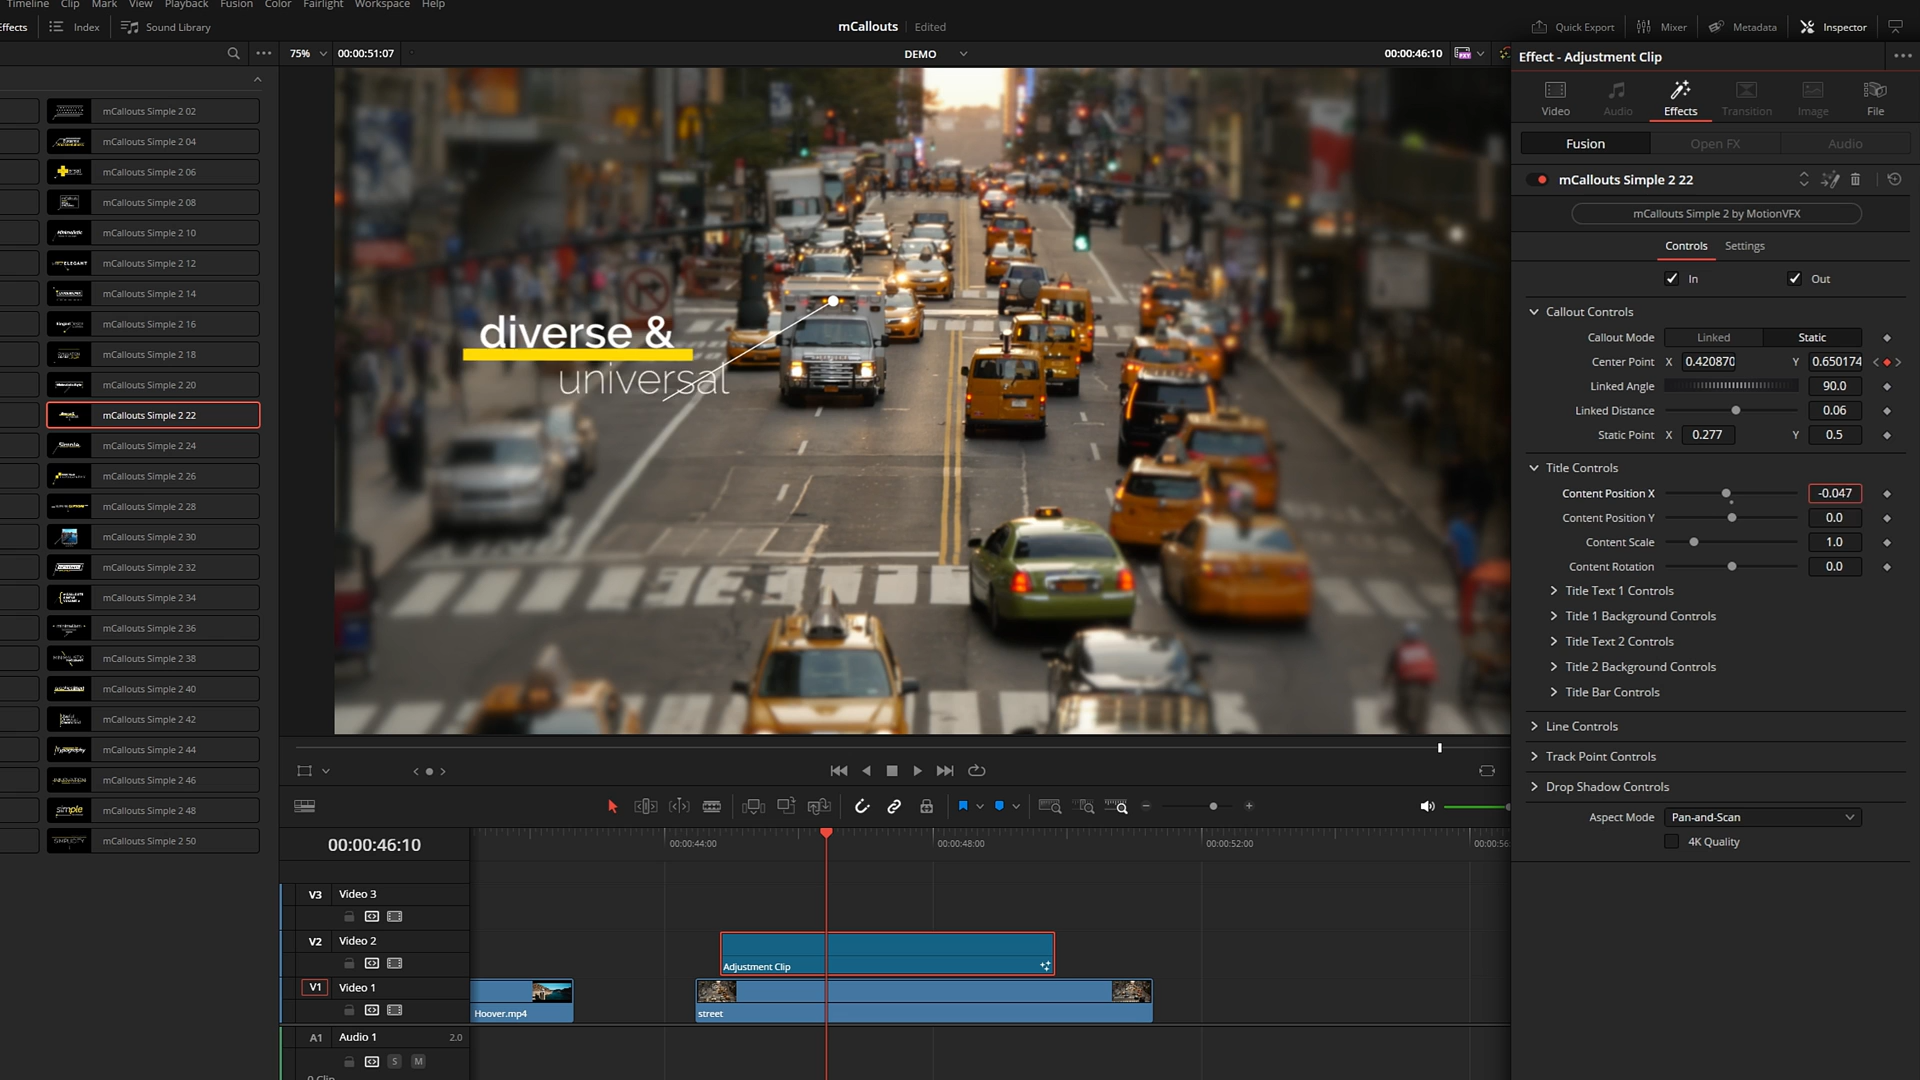 Timeline Clip Mark View Playback Fusion Color Fairlight Workspace Help
Effects Index Sound Library
mCallouts Edited
Quick Export Mixer Metadata Inspector
75% 00:00:51:07
DEMO
00:00:46:10
Effect - Adjustment Clip
Video Audio Effects Transition Image File
Fusion Open FX Audio
mCallouts Simple 2 22
mCallouts Simple 2 by MotionVFX
Controls Settings
In Out
Callout Controls
Callout Mode Linked Static
Center Point X 0.420870 Y 0.650174
Linked Angle 90.0
Linked Distance 0.06
Static Point X 0.277 Y 0.5
Title Controls
Content Position X -0.047
Content Position Y 0.0
Content Scale 1.0
Content Rotation 0.0
Title Text 1 Controls
Title 1 Background Controls
Title Text 2 Controls
Title 2 Background Controls
Title Bar Controls
Line Controls
Track Point Controls
Drop Shadow Controls
Aspect Mode Pan-and-Scan
4K Quality
mCallouts Simple 2 02
mCallouts Simple 2 04
mCallouts Simple 2 06
mCallouts Simple 2 08
mCallouts Simple 2 10
mCallouts Simple 2 12
mCallouts Simple 2 14
mCallouts Simple 2 16
mCallouts Simple 2 18
mCallouts Simple 2 20
mCallouts Simple 2 22
mCallouts Simple 2 24
mCallouts Simple 2 26
mCallouts Simple 2 28
mCallouts Simple 2 30
mCallouts Simple 2 32
mCallouts Simple 2 34
mCallouts Simple 2 36
mCallouts Simple 2 38
mCallouts Simple 2 40
mCallouts Simple 2 42
mCallouts Simple 2 44
mCallouts Simple 2 46
mCallouts Simple 2 48
mCallouts Simple 2 50
diverse &
universal
00:00:46:10
00:00:44:00 00:00:48:00 00:00:52:00 00:00:56
V3 Video 3
V2 Video 2
Adjustment Clip
V1 Video 1
Hoover.mp4 street
A1 Audio 1 2.0
S M
0 Clip